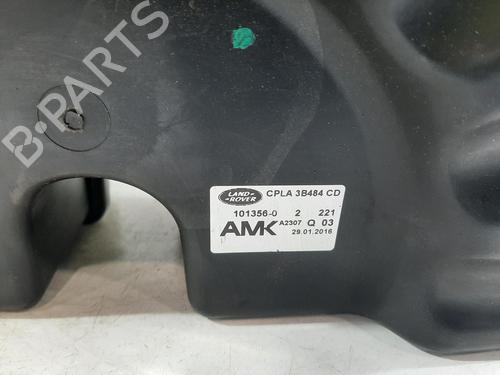 B-PARTS
LAND-
ROVER
CPLA 3B484 CD
101356-0 2 221
AMK A2307 Q 03
29.01.2016